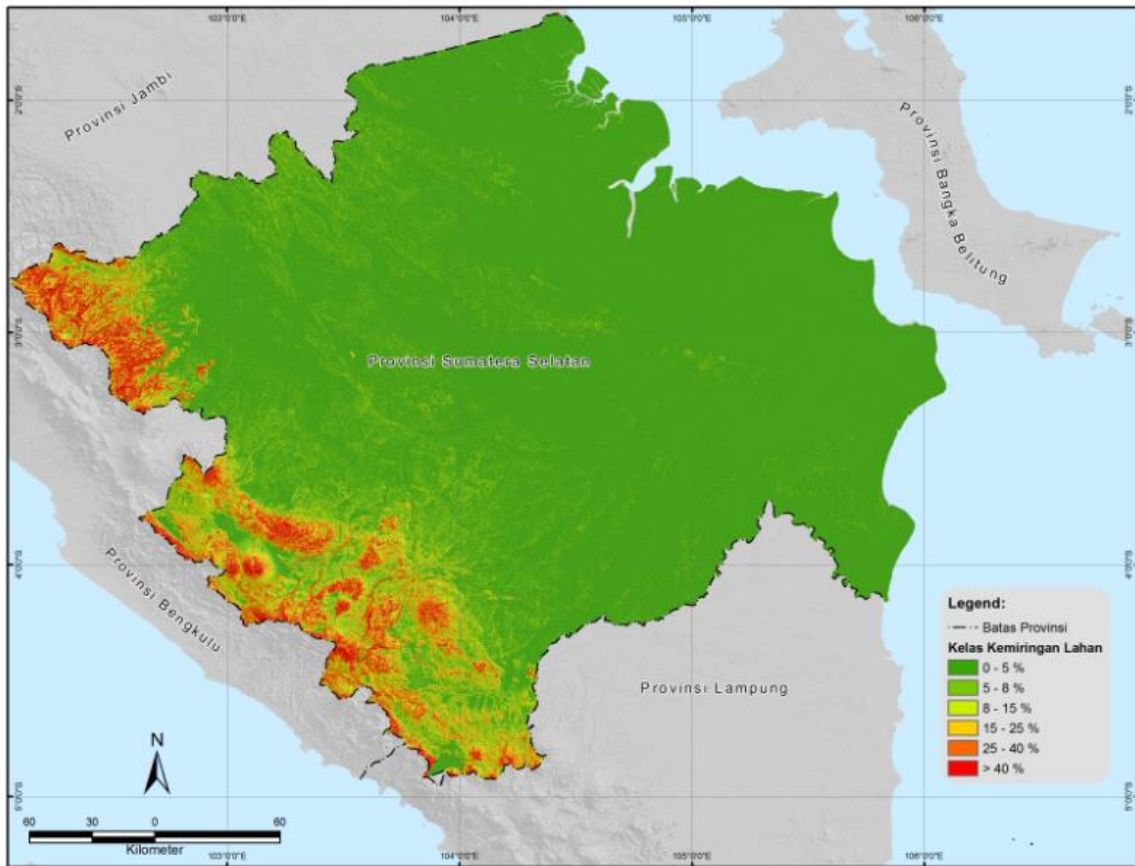 103°0'0"E
104°0'0"E
105°0'0"E
106°0'0"E
2°0'0"S
2°0'0"S
3°0'0"S
3°0'0"S
4°0'0"S
4°0'0"S
5°0'0"S
5°0'0"S
Provinsi Jambi
Provinsi Bangka Belitung
Provinsi Sumatera Selatan
Provinsi Bengkulu
Provinsi Lampung
Legend:
Batas Provinsi
Kelas Kemiringan Lahan
0 - 5 %
5 - 8 %
8 - 15 %
15 - 25 %
25 - 40 %
> 40 %
N
60 30 0 60
Kilometer
103°0'0"E
104°0'0"E
105°0'0"E
106°0'0"E